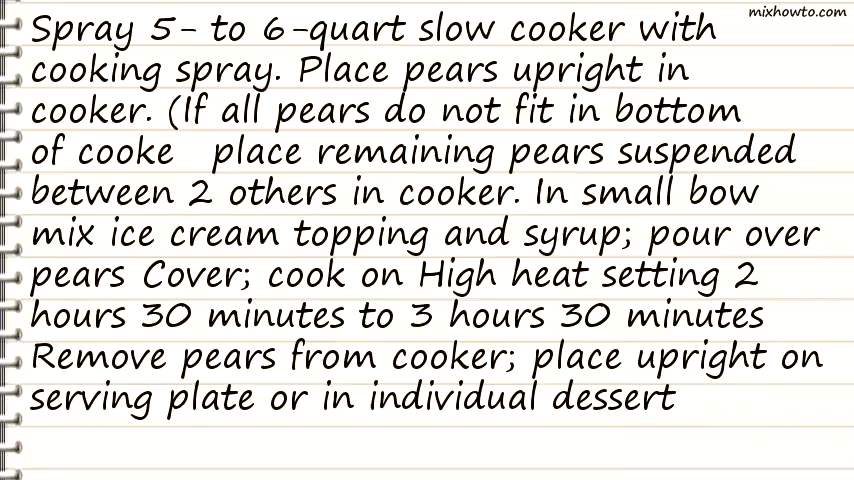 mixhowto.com
Spray 5- to 6-quart slow cooker with
cooking spray. Place pears upright in
cooker. (If all pears do not fit in bottom
of cooke place remaining pears suspended
between 2 others in cooker. In small bow
mix ice cream topping and syrup; pour over
pears Cover; cook on High heat setting 2
hours 30 minutes to 3 hours 30 minutes
Remove pears from cooker; place upright on
serving plate or in individual dessert